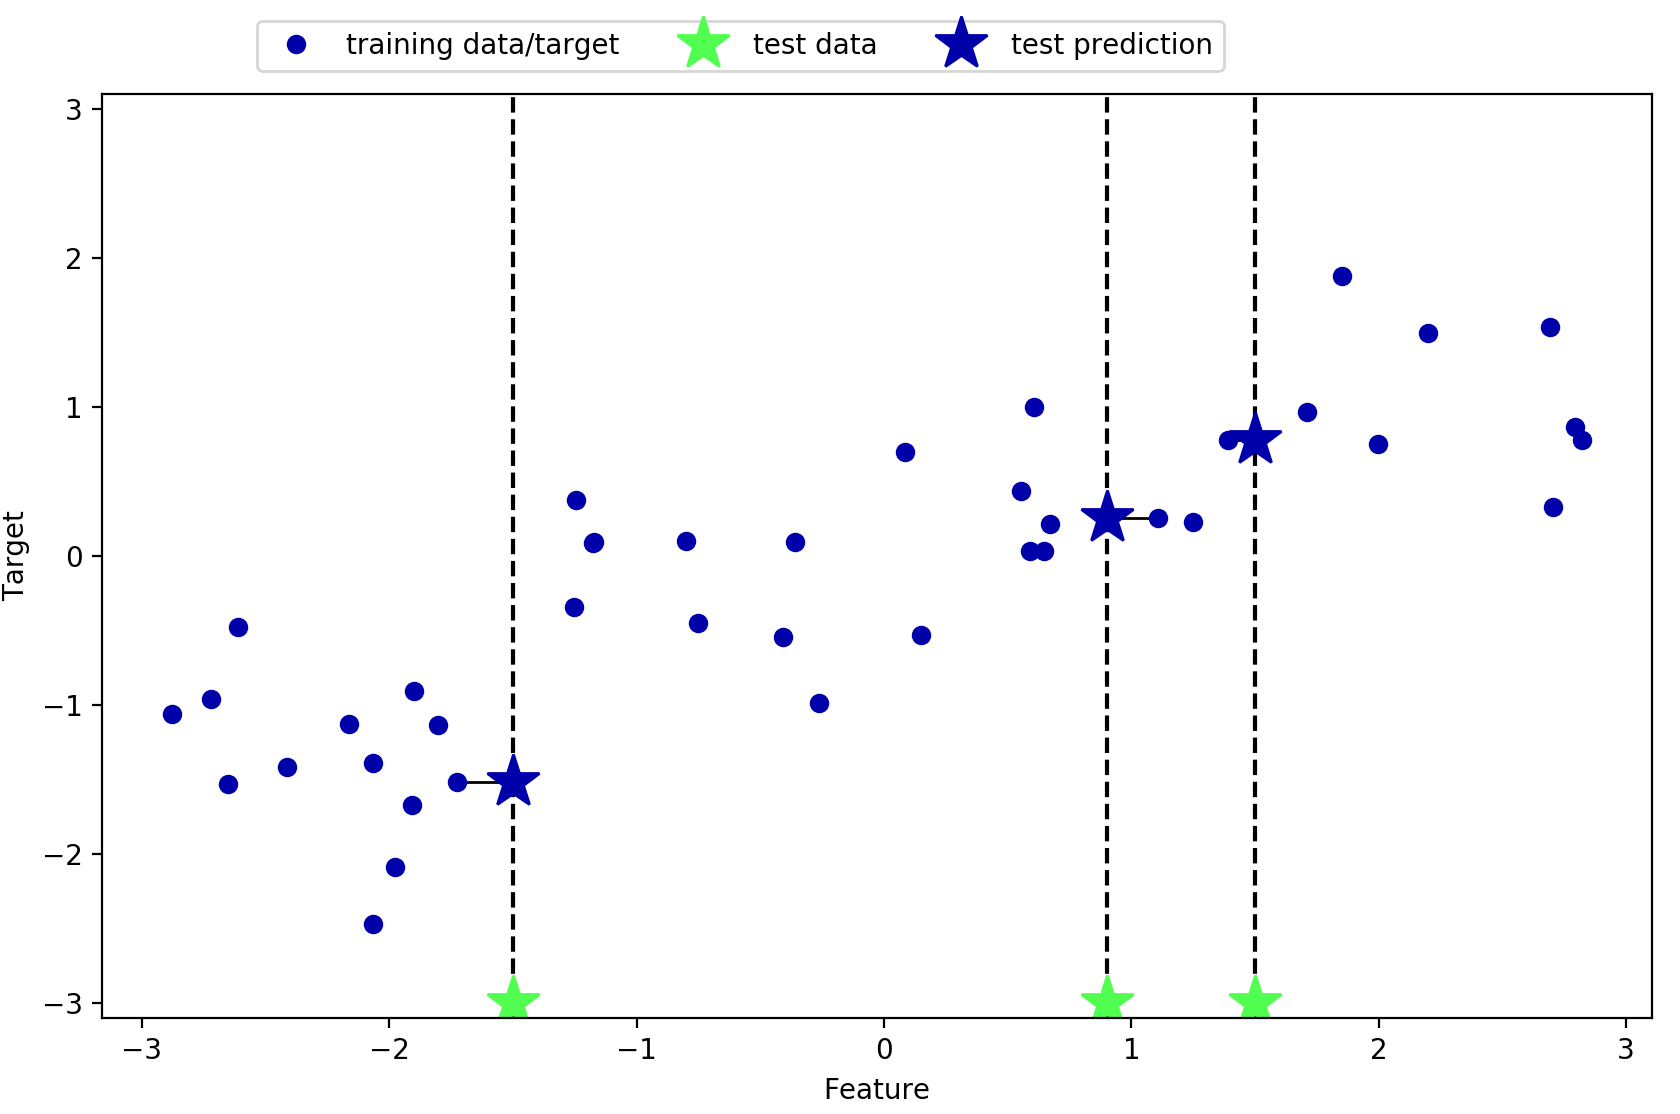 training data/target test data test prediction
3
2
1
0
−1
−2
−3
Target
−3 −2 −1 0 1 2 3
Feature